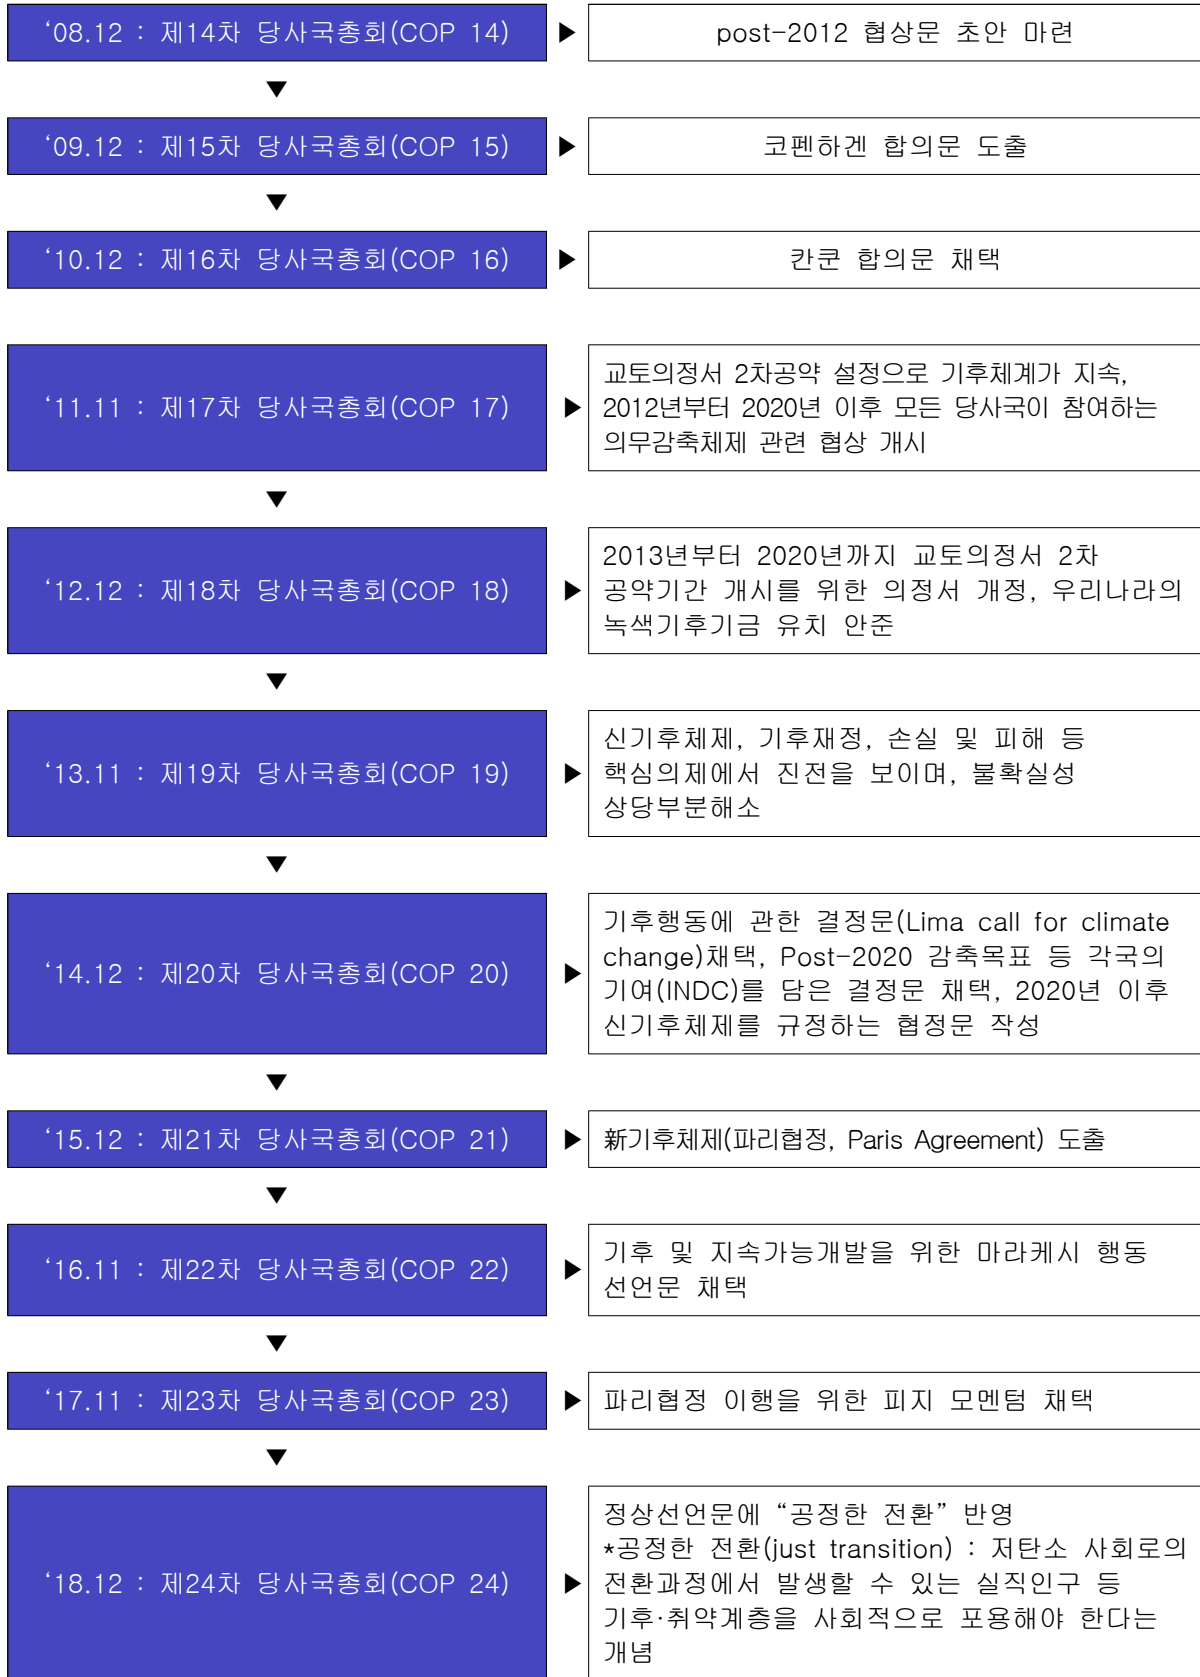 ‘08.12 : 제14차 당사국총회(COP 14)
▶
post-2012 협상문 초안 마련
▼
‘09.12 : 제15차 당사국총회(COP 15)
▶
코펜하겐 합의문 도출
▼
‘10.12 : 제16차 당사국총회(COP 16)
▶
칸쿤 합의문 채택
‘11.11 : 제17차 당사국총회(COP 17)
▶
교토의정서 2차공약 설정으로 기후체계가 지속,
2012년부터 2020년 이후 모든 당사국이 참여하는
의무감축체제 관련 협상 개시
▼
‘12.12 : 제18차 당사국총회(COP 18)
▶
2013년부터 2020년까지 교토의정서 2차
공약기간 개시를 위한 의정서 개정, 우리나라의
녹색기후기금 유치 안준
▼
‘13.11 : 제19차 당사국총회(COP 19)
▶
신기후체제, 기후재정, 손실 및 피해 등
핵심의제에서 진전을 보이며, 불확실성
상당부분해소
▼
‘14.12 : 제20차 당사국총회(COP 20)
▶
기후행동에 관한 결정문(Lima call for climate
change)채택, Post-2020 감축목표 등 각국의
기여(INDC)를 담은 결정문 채택, 2020년 이후
신기후체제를 규정하는 협정문 작성
▼
‘15.12 : 제21차 당사국총회(COP 21)
▶
新기후체제(파리협정, Paris Agreement) 도출
▼
‘16.11 : 제22차 당사국총회(COP 22)
▶
기후 및 지속가능개발을 위한 마라케시 행동
선언문 채택
▼
‘17.11 : 제23차 당사국총회(COP 23)
▶
파리협정 이행을 위한 피지 모멘텀 채택
▼
‘18.12 : 제24차 당사국총회(COP 24)
▶
정상선언문에 “공정한 전환” 반영
*공정한 전환(just transition) : 저탄소 사회로의
전환과정에서 발생할 수 있는 실직인구 등
기후·취약계층을 사회적으로 포용해야 한다는
개념